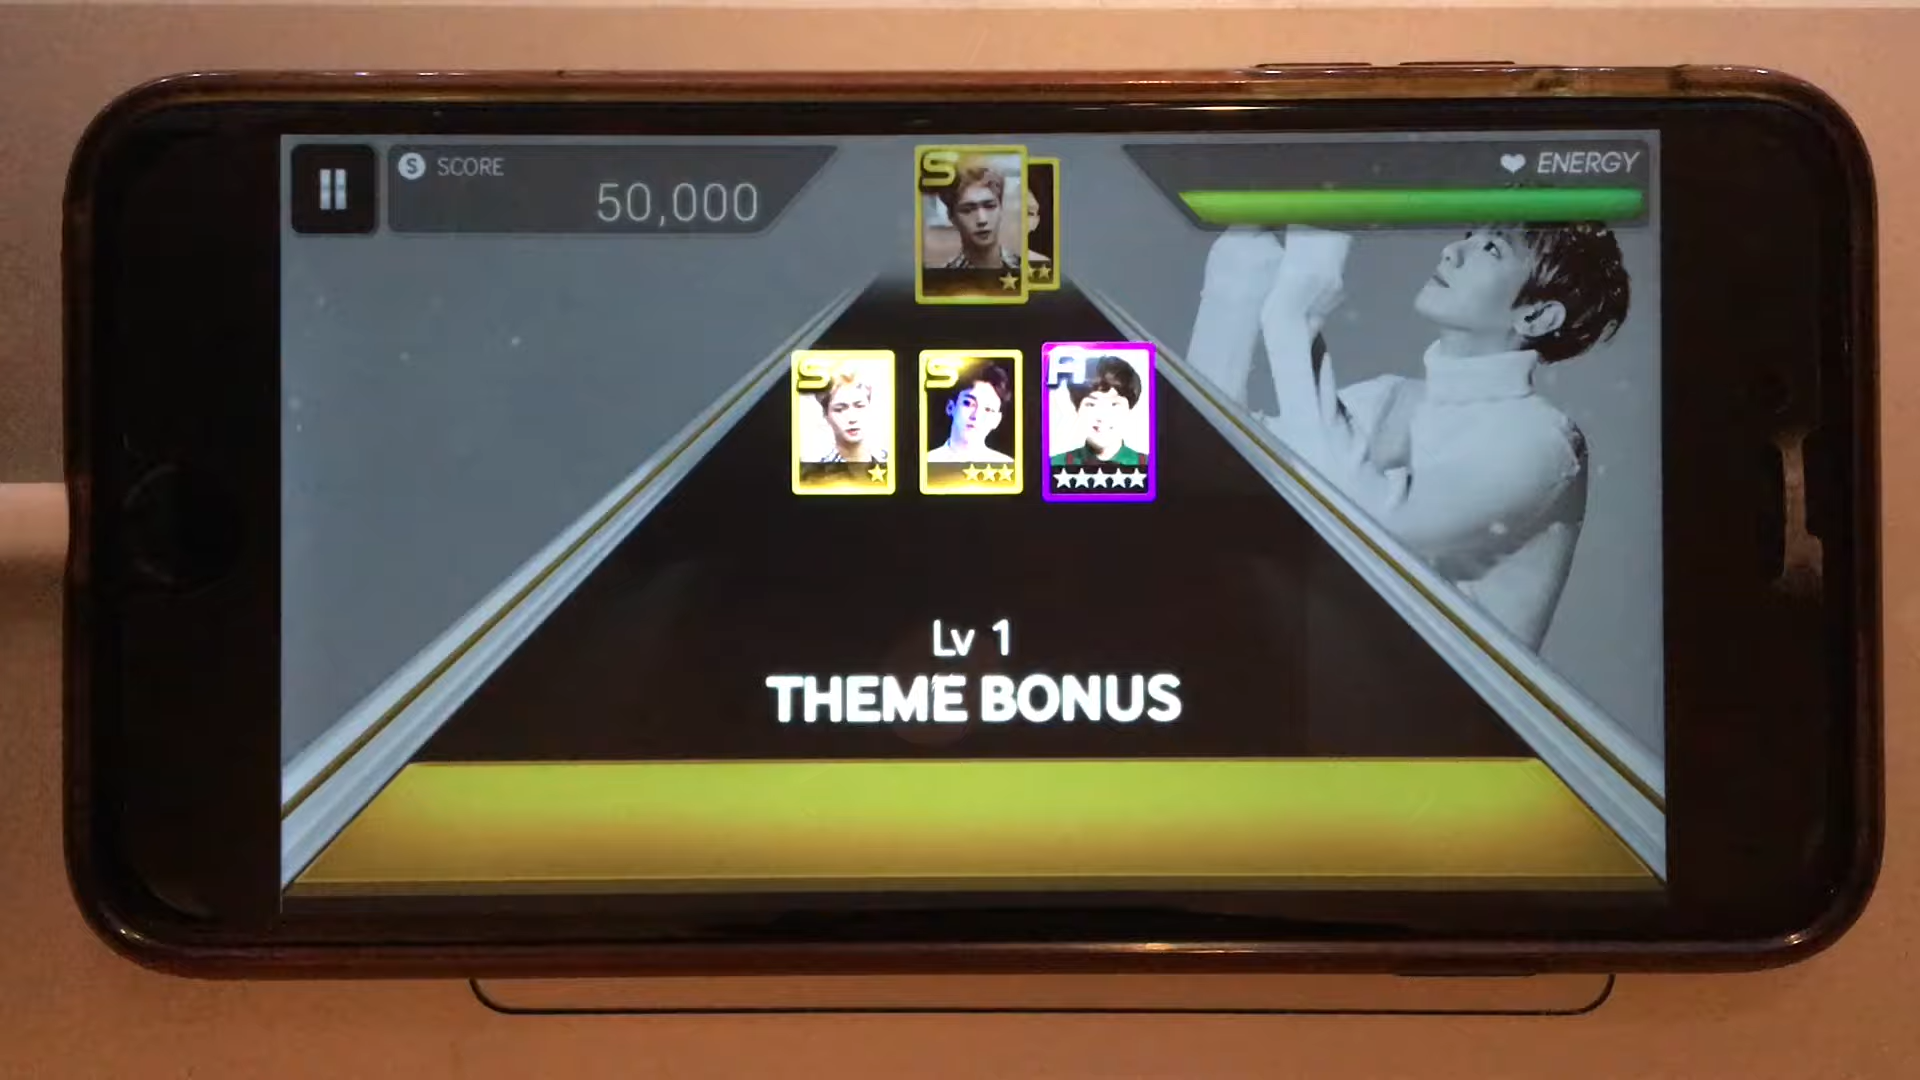 S SCORE
50,000
S
ENERGY
S
S
A
Lv 1
THEME BONUS